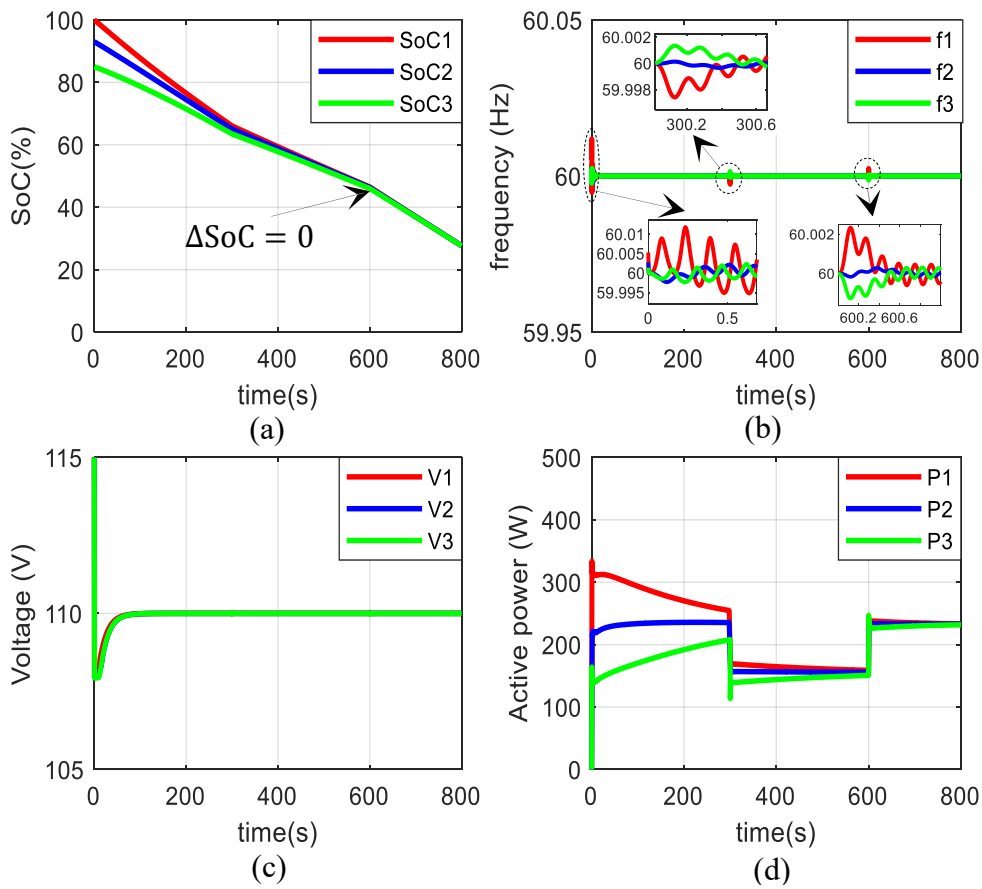 100
80
60
40
20
0
SoC(%)
SoC1
SoC2
SoC3
ΔSoC = 0
0 200 400 600 800
time(s)
(a)
60.05
60
59.95
frequency (Hz)
f1
f2
f3
60.002
60
59.998
300.2 300.6
60.01
60.005
60
59.995
0 0.5
60.002
60
600.2 600.6
0 200 400 600 800
time(s)
(b)
115
110
105
Voltage (V)
V1
V2
V3
0 200 400 600 800
time(s)
(c)
500
400
300
200
100
0
Active power (W)
P1
P2
P3
0 200 400 600 800
time(s)
(d)